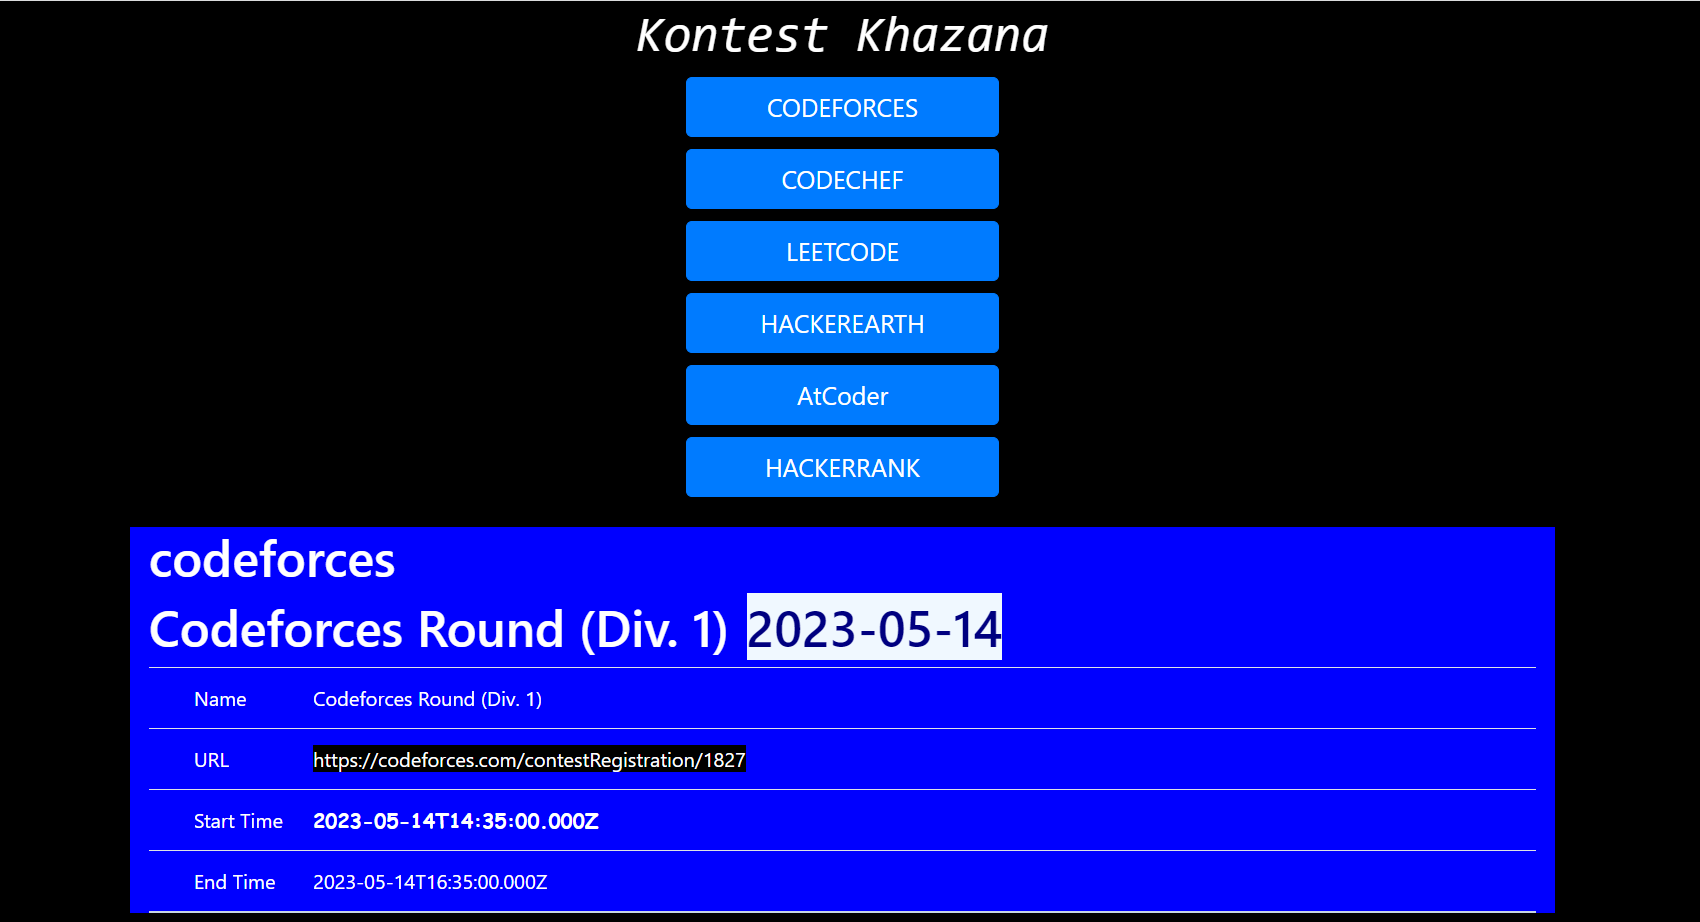 Kontest Khazana
CODEFORCES
CODECHEF
LEETCODE
HACKEREARTH
AtCoder
HACKERRANK
codeforces
Codeforces Round (Div. 1) 2023-05-14
Name Codeforces Round (Div. 1)
URL https://codeforces.com/contestRegistration/1827
Start Time 2023-05-14T14:35:00.000Z
End Time 2023-05-14T16:35:00.000Z